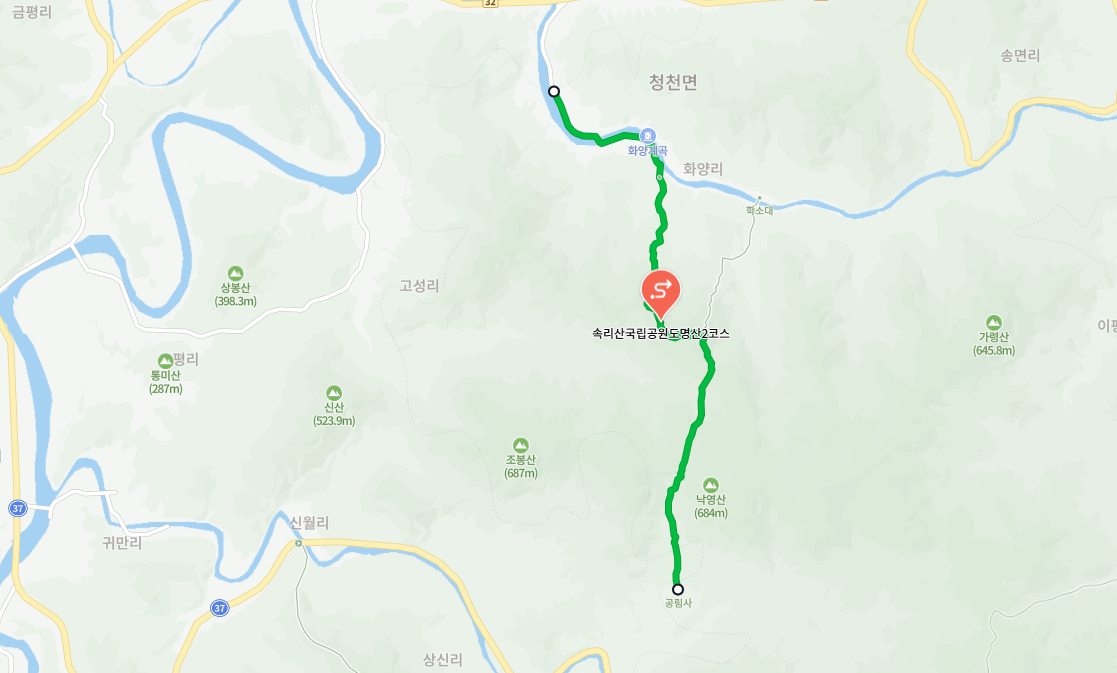 금평리
32
청천면
송면리
화양계곡
화양리
학소대
고성리
상봉산
(398.3m)
속리산국립공원도명산2코스
가령산
(645.8m)
이평
평리
통미산
(287m)
신산
(523.9m)
조봉산
(687m)
낙영산
(684m)
37
신월리
귀만리
37
공림사
상신리